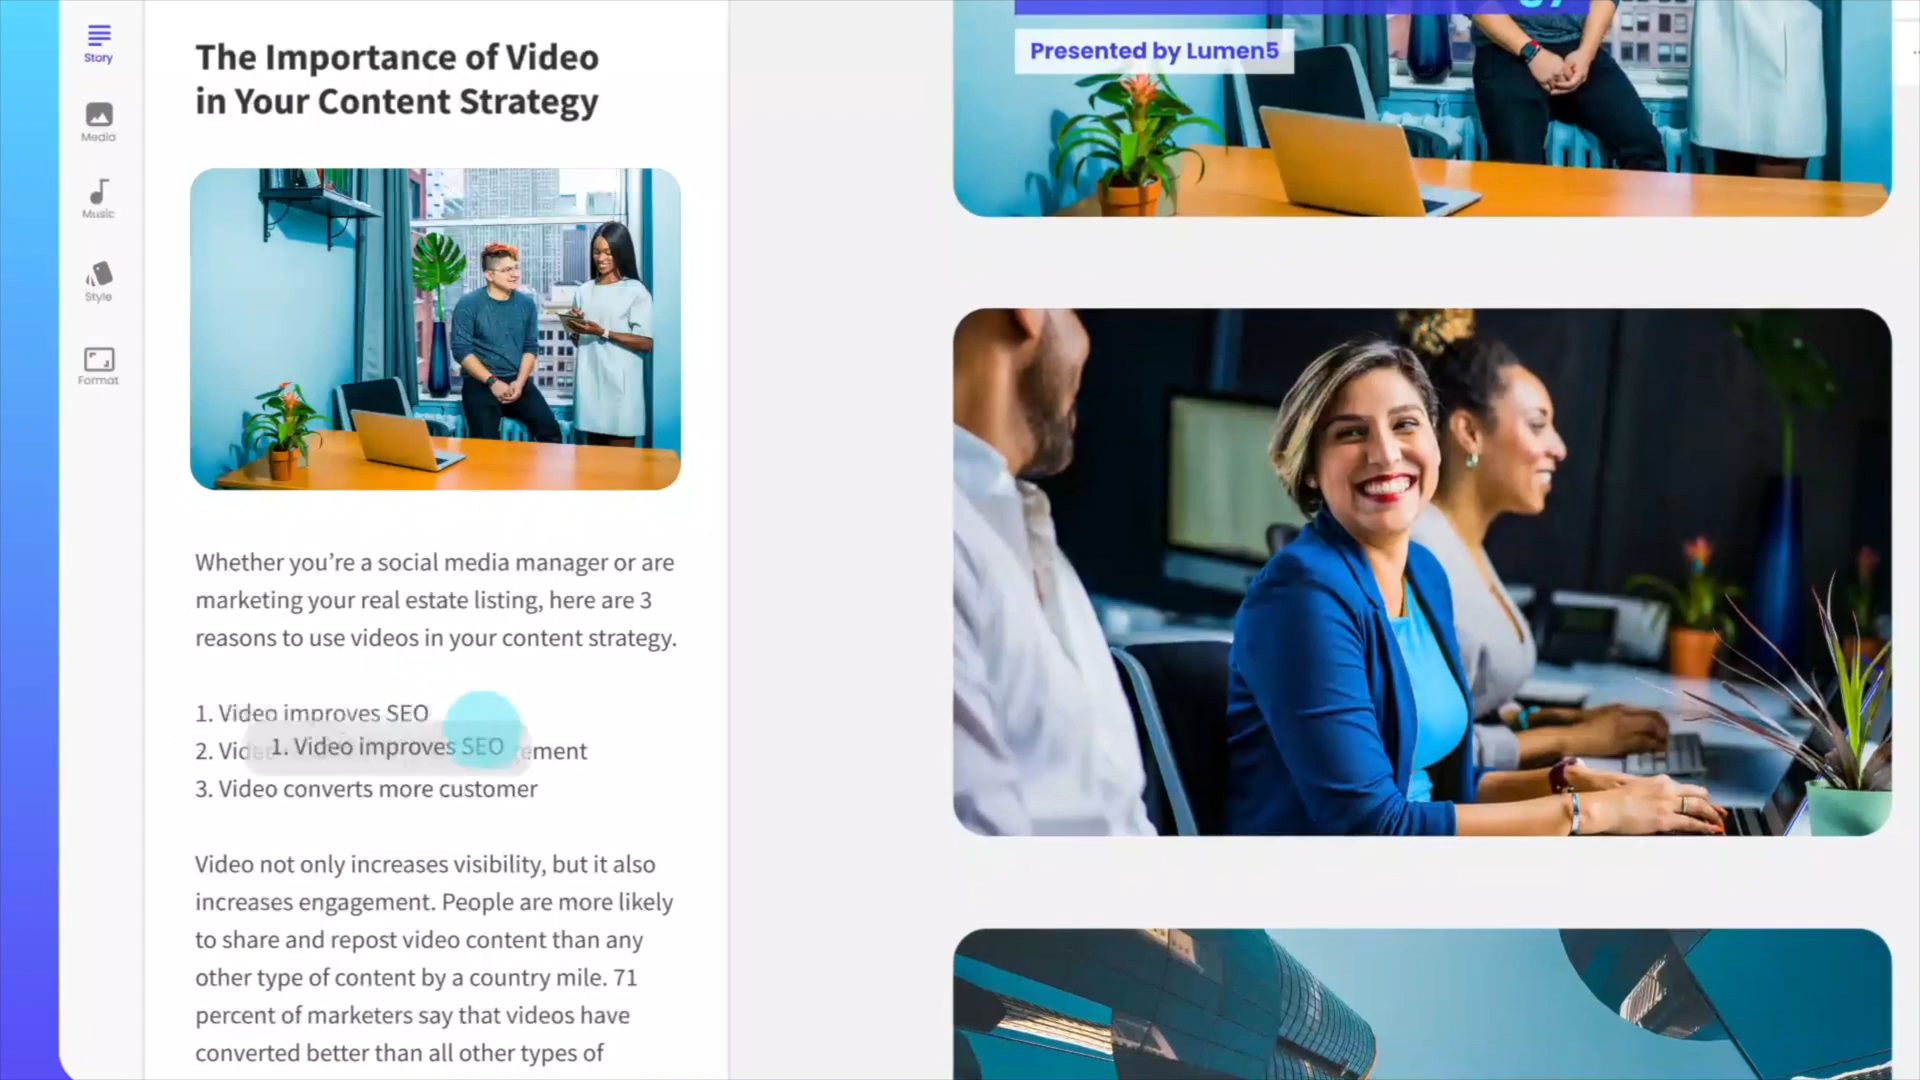 Story
Media
Music
Style
Format
The Importance of Video
in Your Content Strategy
Whether you’re a social media manager or are
marketing your real estate listing, here are 3
reasons to use videos in your content strategy.
1. Video improves SEO
2. Vide
ement
1. Video improves SEO
3. Video converts more customer
Video not only increases visibility, but it also
increases engagement. People are more likely
to share and repost video content than any
other type of content by a country mile. 71
percent of marketers say that videos have
converted better than all other types of
gy
Presented by Lumen5